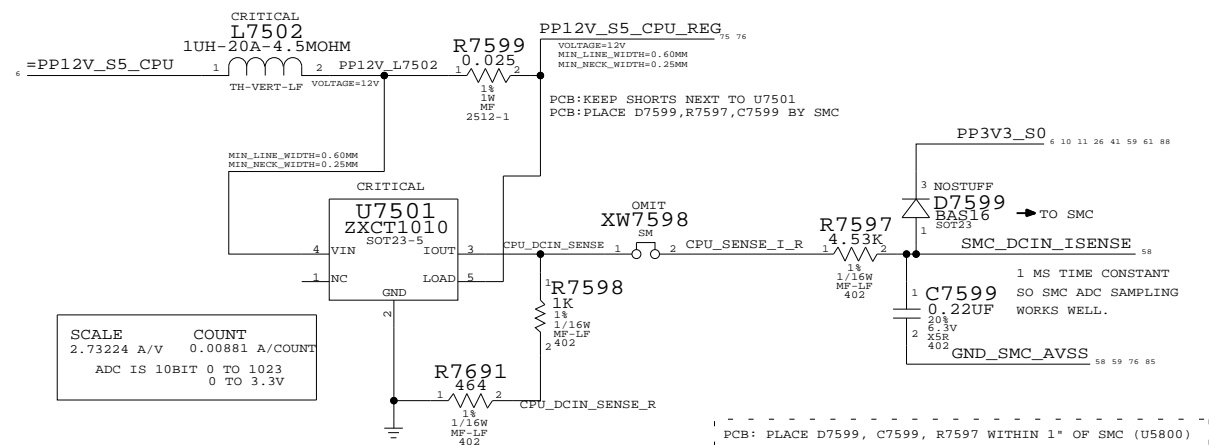 CRITICAL
L7502
1UH-20A-4.5MOHM
6 =PP12V_S5_CPU
1 2
TH-VERT-LF
PP12V_L7502
VOLTAGE=12V
R7599
0.025
1 2
1%
1W
MF
2512-1
PP12V_S5_CPU_REG
75 76
VOLTAGE=12V
MIN_LINE_WIDTH=0.60MM
MIN_NECK_WIDTH=0.25MM
PCB:KEEP SHORTS NEXT TO U7501
PCB:PLACE D7599,R7597,C7599 BY SMC
MIN_LINE_WIDTH=0.60MM
MIN_NECK_WIDTH=0.25MM
CRITICAL
U7501
ZXCT1010
SOT23-5
4 VIN
IOUT 3
1 NC
LOAD 5
GND
2
CPU_DCIN_SENSE
OMIT
XW7598
SM
1 2
CPU_SENSE_I_R
R7597
4.53K
1 2
1%
1/16W
MF-LF
402
PP3V3_S0
6 10 11 26 41 59 61 88
3 NOSTUFF
D7599
BAS16
SOT23
1
TO SMC
SMC_DCIN_ISENSE
58
1 MS TIME CONSTANT
SO SMC ADC SAMPLING
WORKS WELL.
1
C7599
0.22UF
20%
6.3V
X5R
402
2
GND_SMC_AVSS
58 59 76 85
1
R7598
1K
1%
1/16W
MF-LF
402
2
R7691
464
1 2
1%
1/16W
MF-LF
402
CPU_DCIN_SENSE_R
SCALE COUNT
2.73224 A/V 0.00881 A/COUNT
ADC IS 10BIT 0 TO 1023
0 TO 3.3V
PCB: PLACE D7599, C7599, R7597 WITHIN 1" OF SMC (U5800)